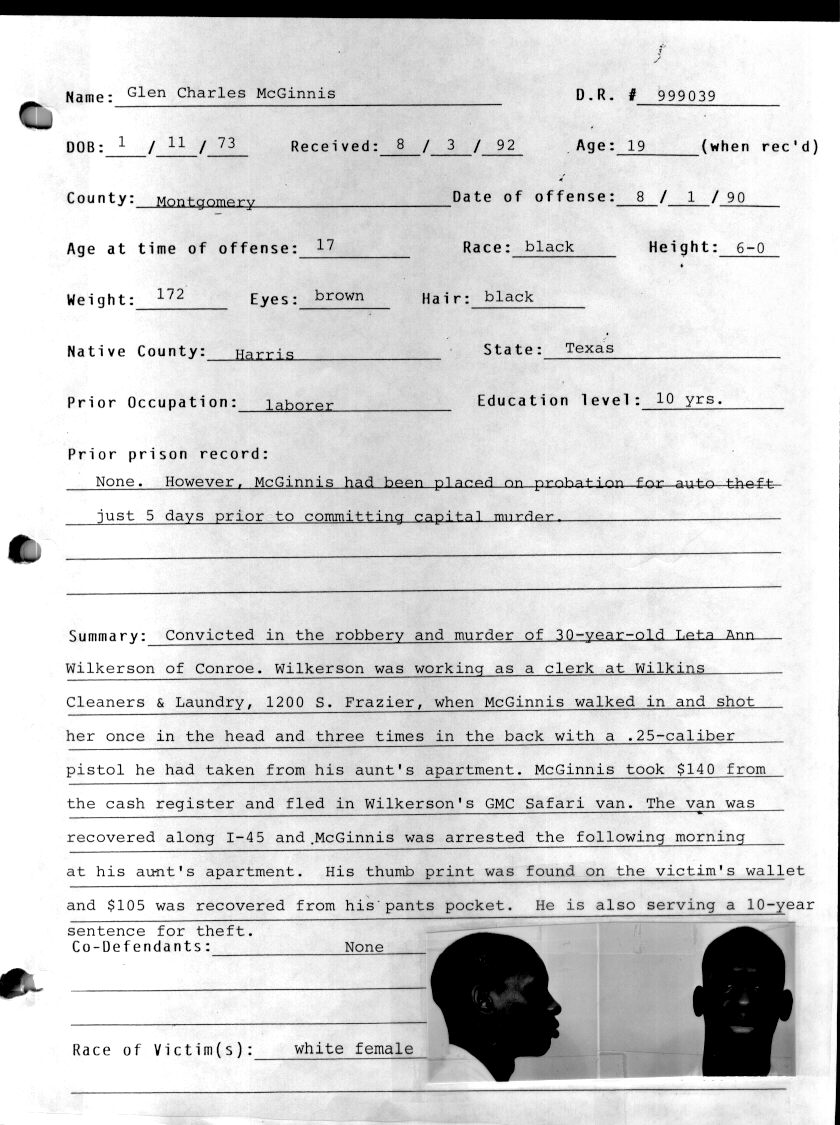 Name: Glen Charles McGinnis D.R. # 999039
DOB: 1 / 11 / 73 Received: 8 / 3 / 92 Age: 19 (when rec'd)
County: Montgomery Date of offense: 8 / 1 / 90
Age at time of offense: 17 Race: black Height: 6-0
Weight: 172 Eyes: brown Hair: black
Native County: Harris State: Texas
Prior Occupation: laborer Education level: 10 yrs.
Prior prison record:
None. However, McGinnis had been placed on probation for auto theft
just 5 days prior to committing capital murder.
Summary: Convicted in the robbery and murder of 30-year-old Leta Ann
Wilkerson of Conroe. Wilkerson was working as a clerk at Wilkins
Cleaners & Laundry, 1200 S. Frazier, when McGinnis walked in and shot
her once in the head and three times in the back with a .25-caliber
pistol he had taken from his aunt's apartment. McGinnis took $140 from
the cash register and fled in Wilkerson's GMC Safari van. The van was
recovered along I-45 and McGinnis was arrested the following morning
at his aunt's apartment. His thumb print was found on the victim's wallet
and $105 was recovered from his pants pocket. He is also serving a 10-year
sentence for theft.
Co-Defendants: None
Race of Victim(s): white female